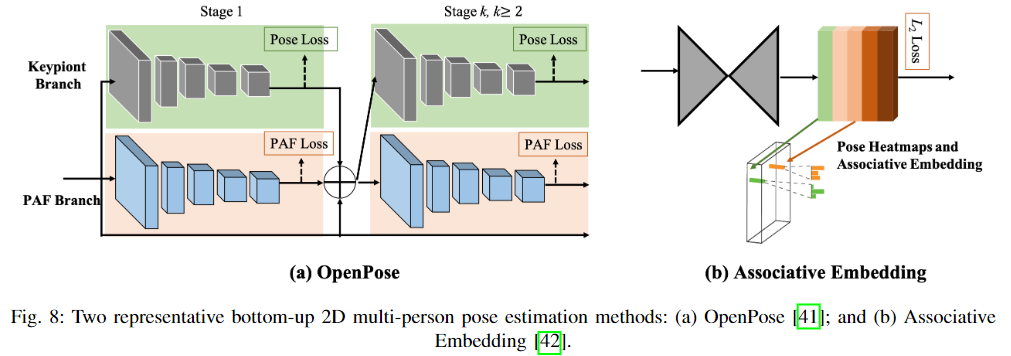 Stage 1
Stage k, k≥ 2
Pose Loss
Pose Loss
L2 Loss
Keypiont
Branch
PAF Loss
PAF Loss
Pose Heatmaps and
Associative Embedding
PAF Branch
(a) OpenPose
(b) Associative Embedding
Fig. 8: Two representative bottom-up 2D multi-person pose estimation methods: (a) OpenPose [41]; and (b) Associative
Embedding [42].